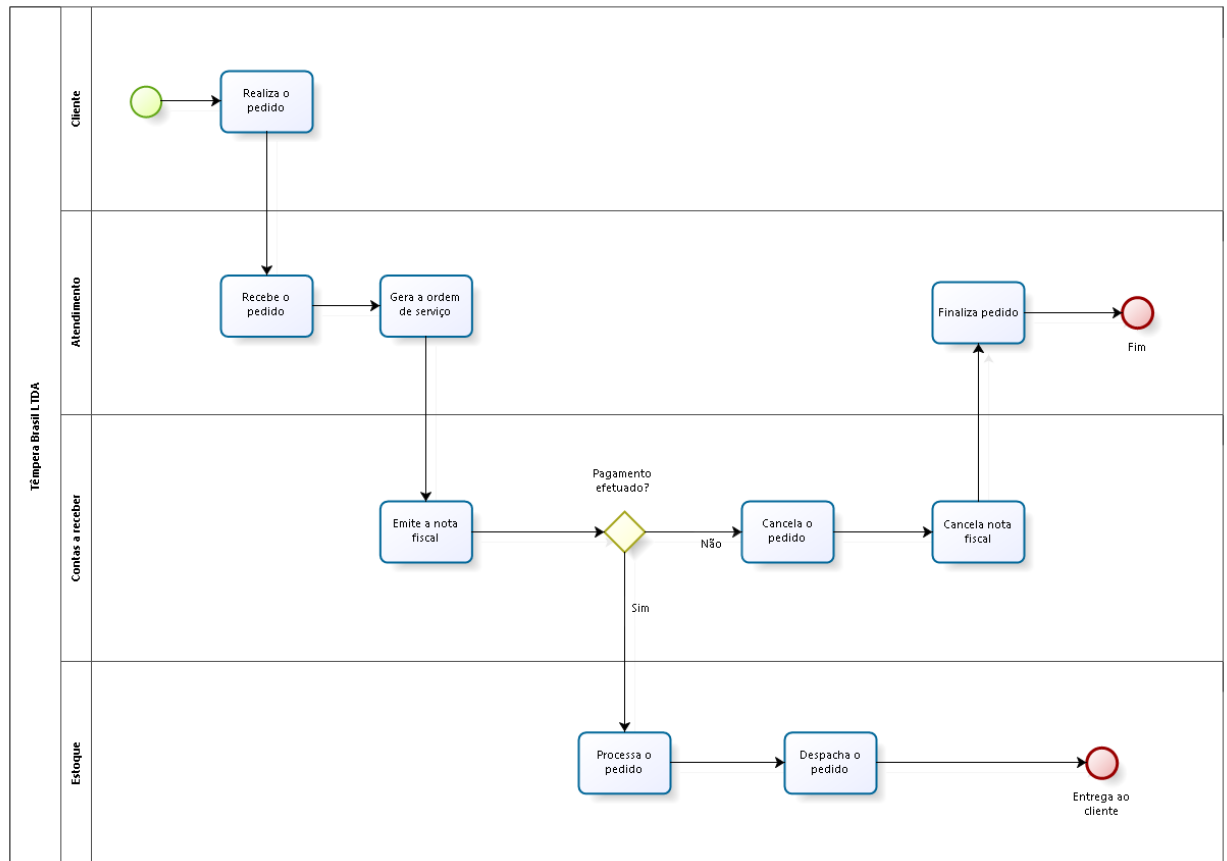 Têmpera Brasil LTDA
Cliente
Realiza o
pedido
Atendimento
Recebe o
pedido
Gera a ordem
de serviço
Finaliza pedido
Fim
Contas a receber
Emite a nota
fiscal
Pagamento
efetuado?
Não
Sim
Cancela o
pedido
Cancela nota
fiscal
Estoque
Processa o
pedido
Despacha o
pedido
Entrega ao
cliente